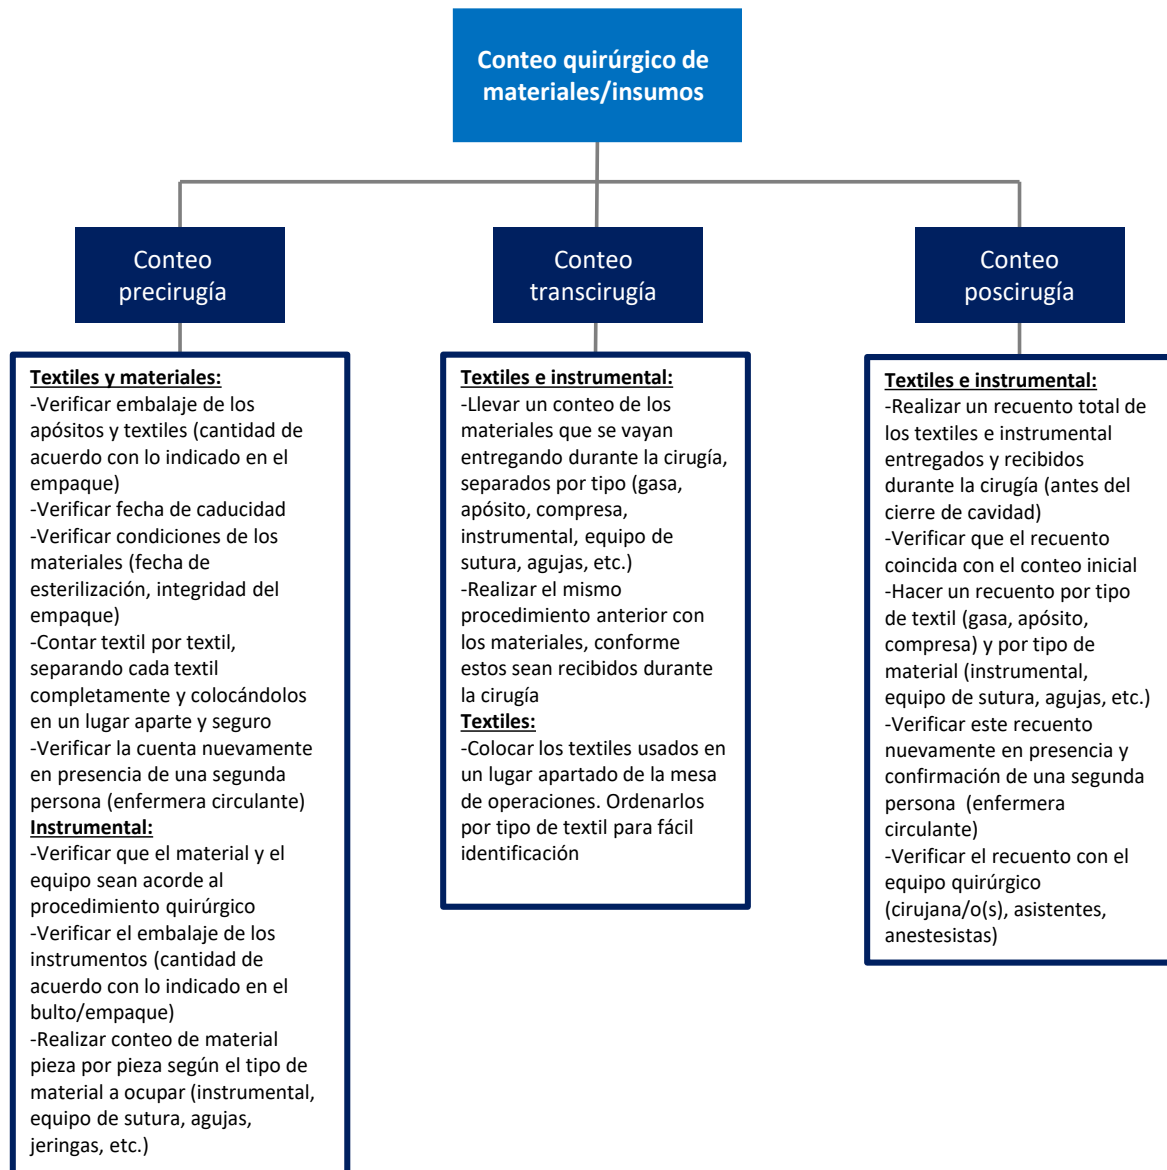 Conteo quirúrgico de
materiales/insumos
Conteo
precirugía
Textiles y materiales:
-Verificar embalaje de los
apósitos y textiles (cantidad de
acuerdo con lo indicado en el
empaque)
-Verificar fecha de caducidad
-Verificar condiciones de los
materiales (fecha de
esterilización, integridad del
empaque)
-Contar textil por textil,
separando cada textil
completamente y colocándolos
en un lugar aparte y seguro
-Verificar la cuenta nuevamente
en presencia de una segunda
persona (enfermera circulante)
Instrumental:
-Verificar que el material y el
equipo sean acorde al
procedimiento quirúrgico
-Verificar el embalaje de los
instrumentos (cantidad de
acuerdo con lo indicado en el
bulto/empaque)
-Realizar conteo de material
pieza por pieza según el tipo de
material a ocupar (instrumental,
equipo de sutura, agujas,
jeringas, etc.)
Conteo
transcirugía
Textiles e instrumental:
-Llevar un conteo de los
materiales que se vayan
entregando durante la cirugía,
separados por tipo (gasa,
apósito, compresa,
instrumental, equipo de
sutura, agujas, etc.)
-Realizar el mismo
procedimiento anterior con
los materiales, conforme
estos sean recibidos durante
la cirugía
Textiles:
-Colocar los textiles usados en
un lugar apartado de la mesa
de operaciones. Ordenarlos
por tipo de textil para fácil
identificación
Conteo
poscirugía
Textiles e instrumental:
-Realizar un recuento total de
los textiles e instrumental
entregados y recibidos
durante la cirugía (antes del
cierre de cavidad)
-Verificar que el recuento
coincida con el conteo inicial
-Hacer un recuento por tipo
de textil (gasa, apósito,
compresa) y por tipo de
material (instrumental,
equipo de sutura, agujas, etc.)
-Verificar este recuento
nuevamente en presencia y
confirmación de una segunda
persona (enfermera
circulante)
-Verificar el recuento con el
equipo quirúrgico
(cirujana/o(s), asistentes,
anestesistas)